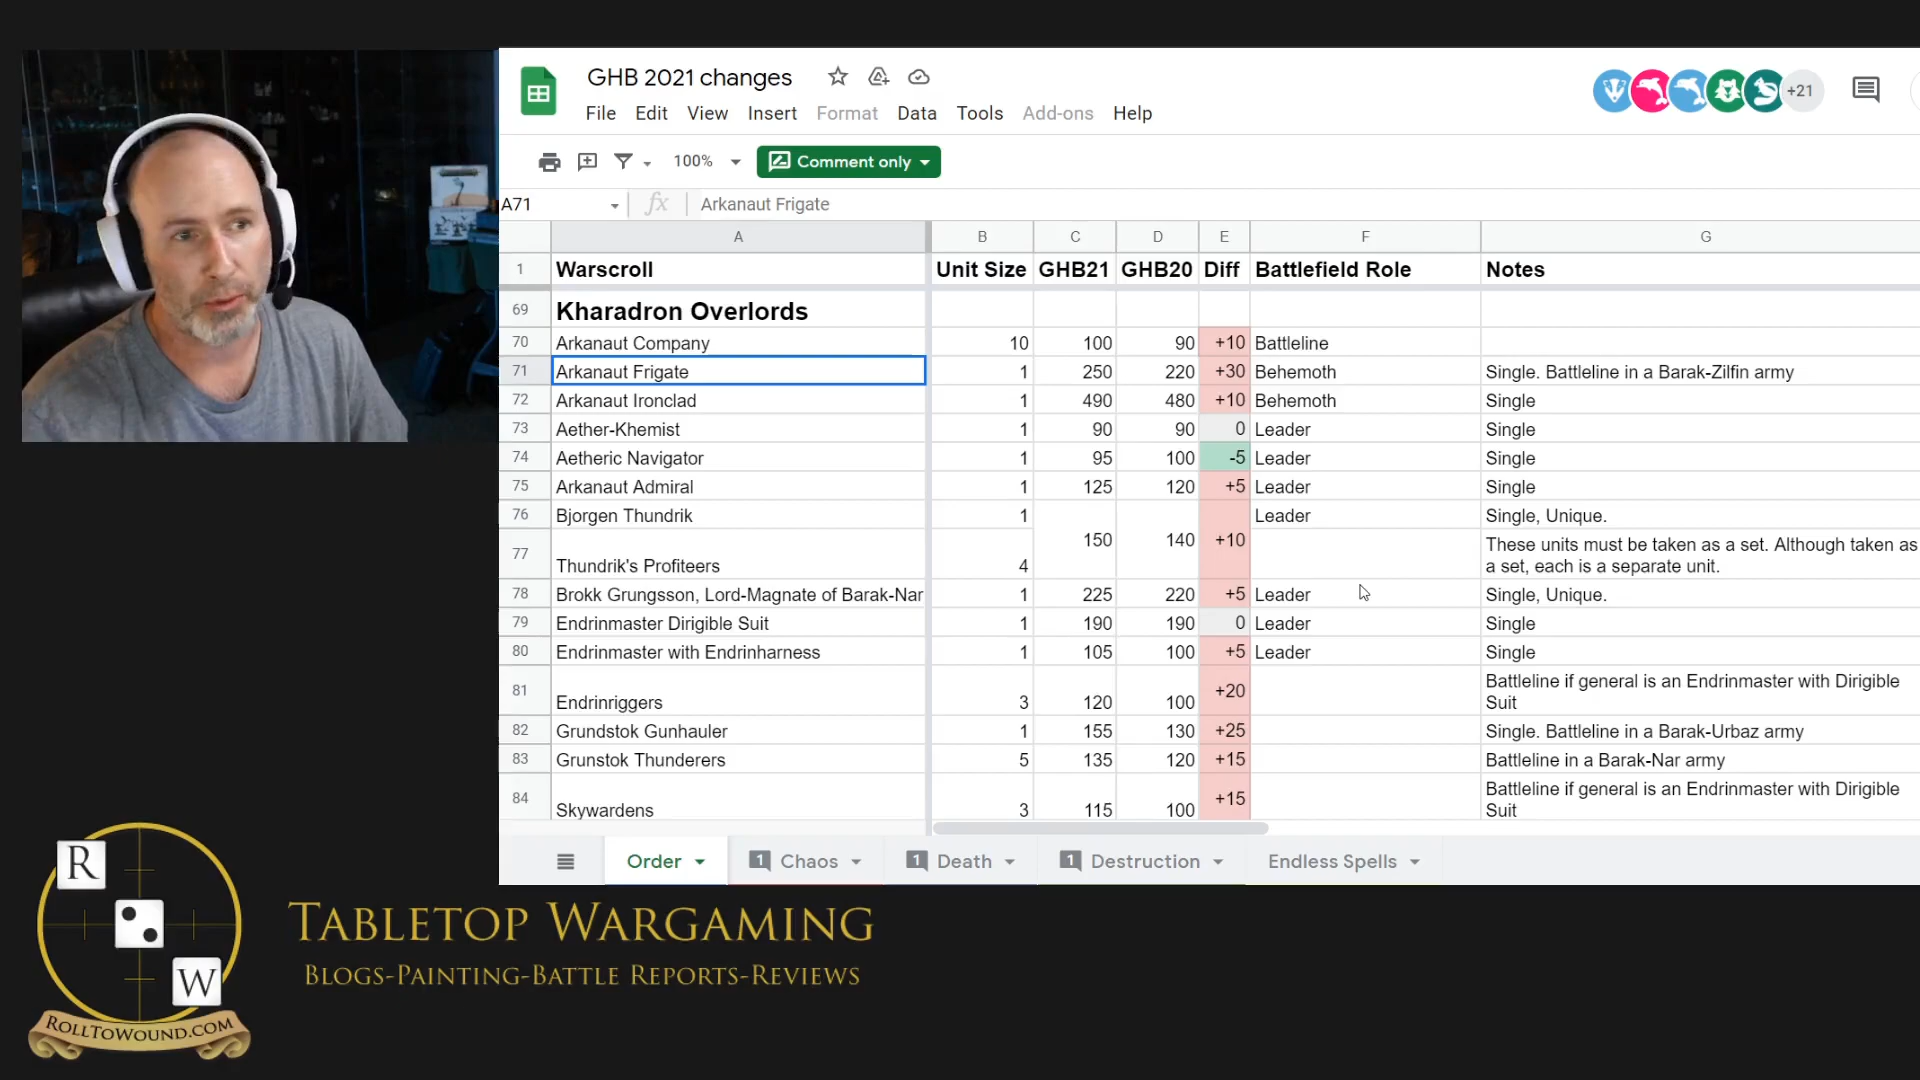 GHB 2021 changes
File Edit View Insert Format Data Tools Add-ons Help
+21
100% Comment only
A71 fx Arkanaut Frigate
A B C D E F G
1 Warscroll Unit Size GHB21 GHB20 Diff Battlefield Role Notes
69 Kharadron Overlords
70 Arkanaut Company 10 100 90 +10 Battleline
71 Arkanaut Frigate 1 250 220 +30 Behemoth Single. Battleline in a Barak-Zilfin army
72 Arkanaut Ironclad 1 490 480 +10 Behemoth Single
73 Aether-Khemist 1 90 90 0 Leader Single
74 Aetheric Navigator 1 95 100 -5 Leader Single
75 Arkanaut Admiral 1 125 120 +5 Leader Single
76 Bjorgen Thundrik 1 150 140 +10 Leader Single, Unique.
77 Thundrik's Profiteers 4 These units must be taken as a set. Although taken as
a set, each is a separate unit.
78 Brokk Grungsson, Lord-Magnate of Barak-Nar 1 225 220 +5 Leader Single, Unique.
79 Endrinmaster Dirigible Suit 1 190 190 0 Leader Single
80 Endrinmaster with Endrinharness 1 105 100 +5 Leader Single
81 Endrinriggers 3 120 100 +20 Battleline if general is an Endrinmaster with Dirigible
Suit
82 Grundstok Gunhauler 1 155 130 +25 Single. Battleline in a Barak-Urbaz army
83 Grunstok Thunderers 5 135 120 +15 Battleline in a Barak-Nar army
84 Skywardens 3 115 100 +15 Battleline if general is an Endrinmaster with Dirigible
Suit
Order 1 Chaos 1 Death 1 Destruction Endless Spells
R
W
RollToWound.com
Tabletop Wargaming
Blogs-Painting-Battle Reports-Reviews